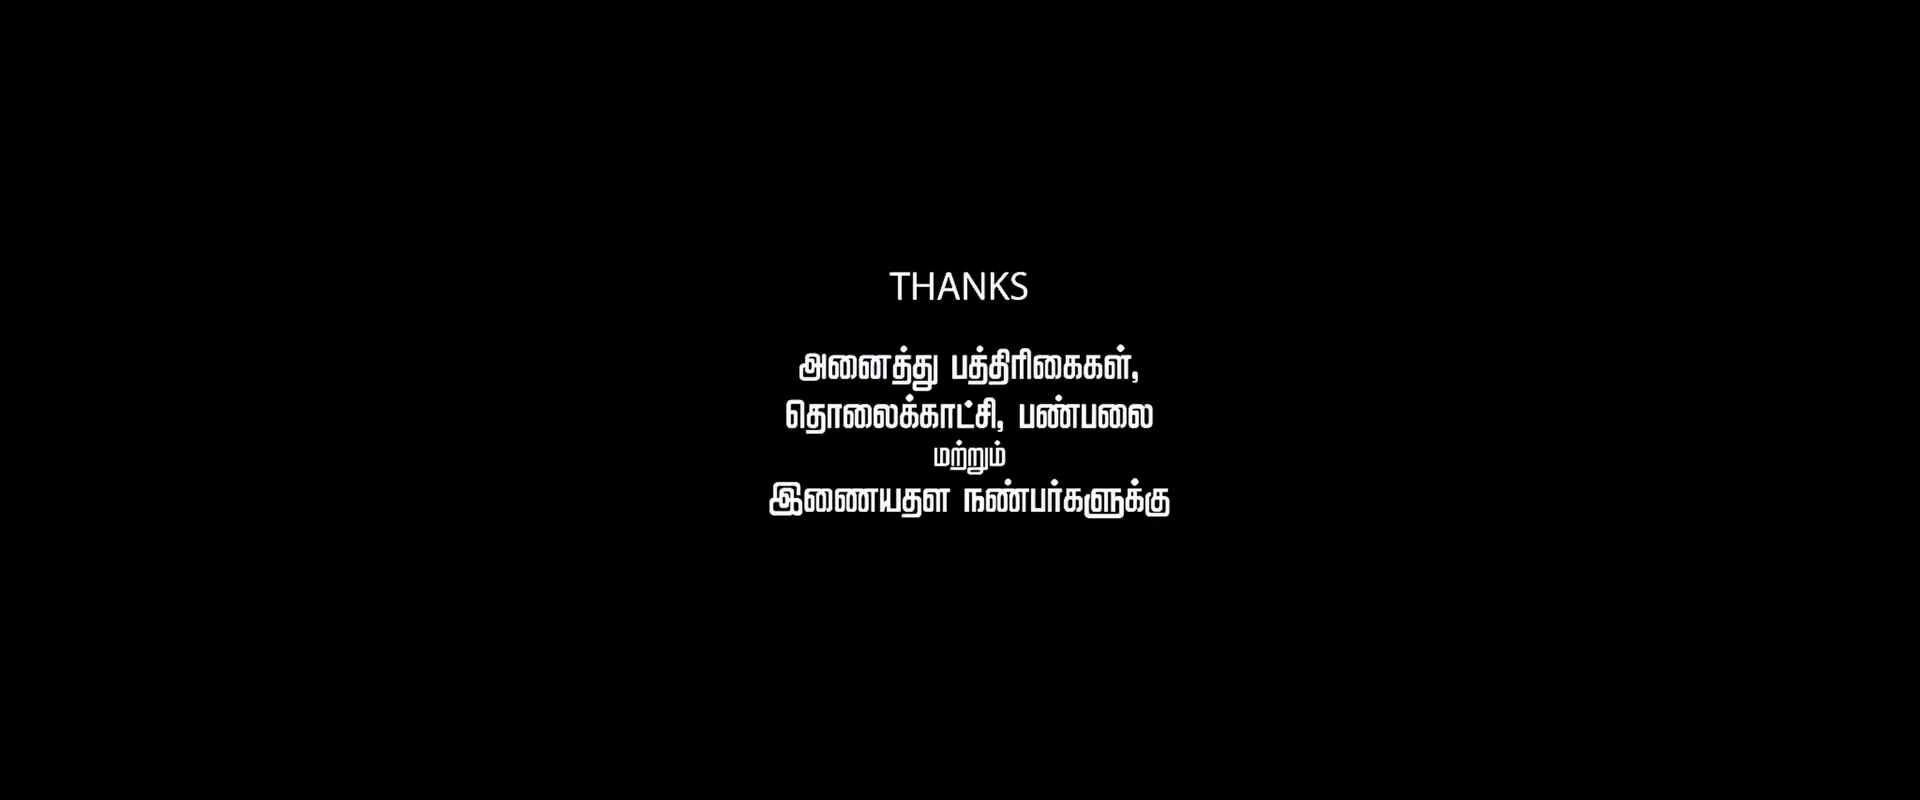 THANKS
அனைத்து பத்திரிகைகள்,
தொலைக்காட்சி, பண்பலை
மற்றும்
இணையதள நண்பர்களுக்கு